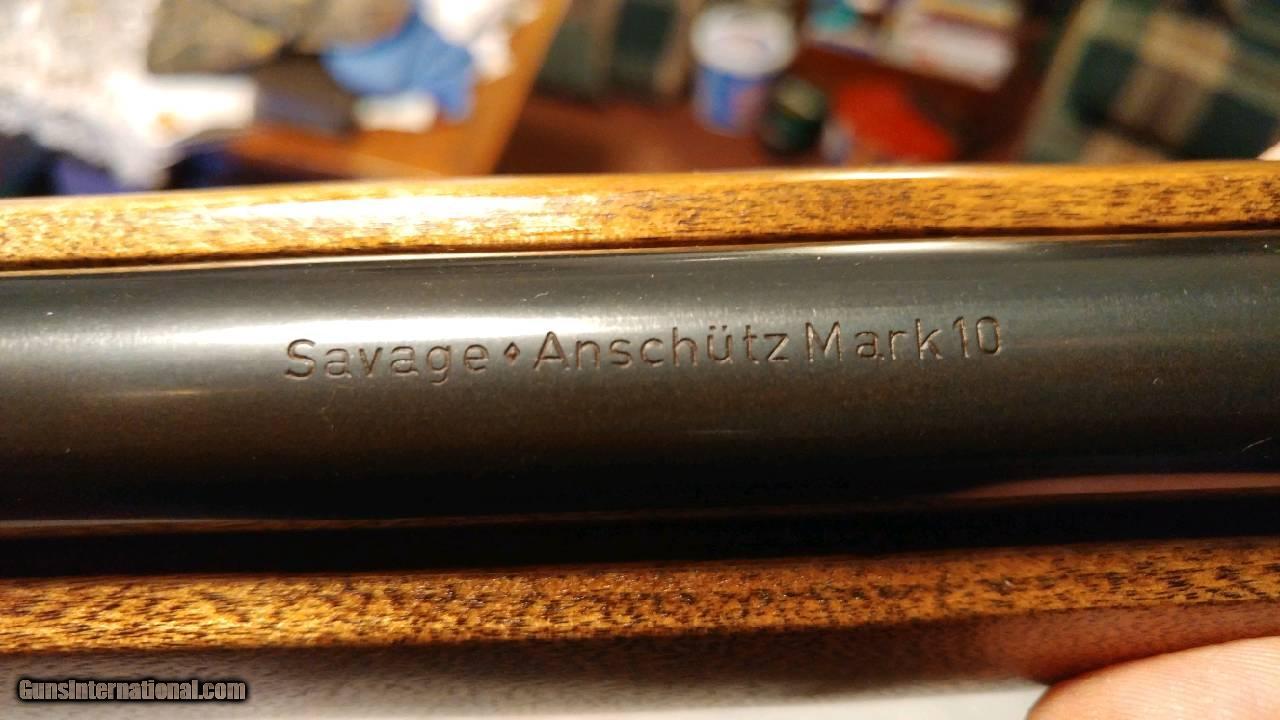 Savage⬩Anschütz Mark 10
GunsInternational.com